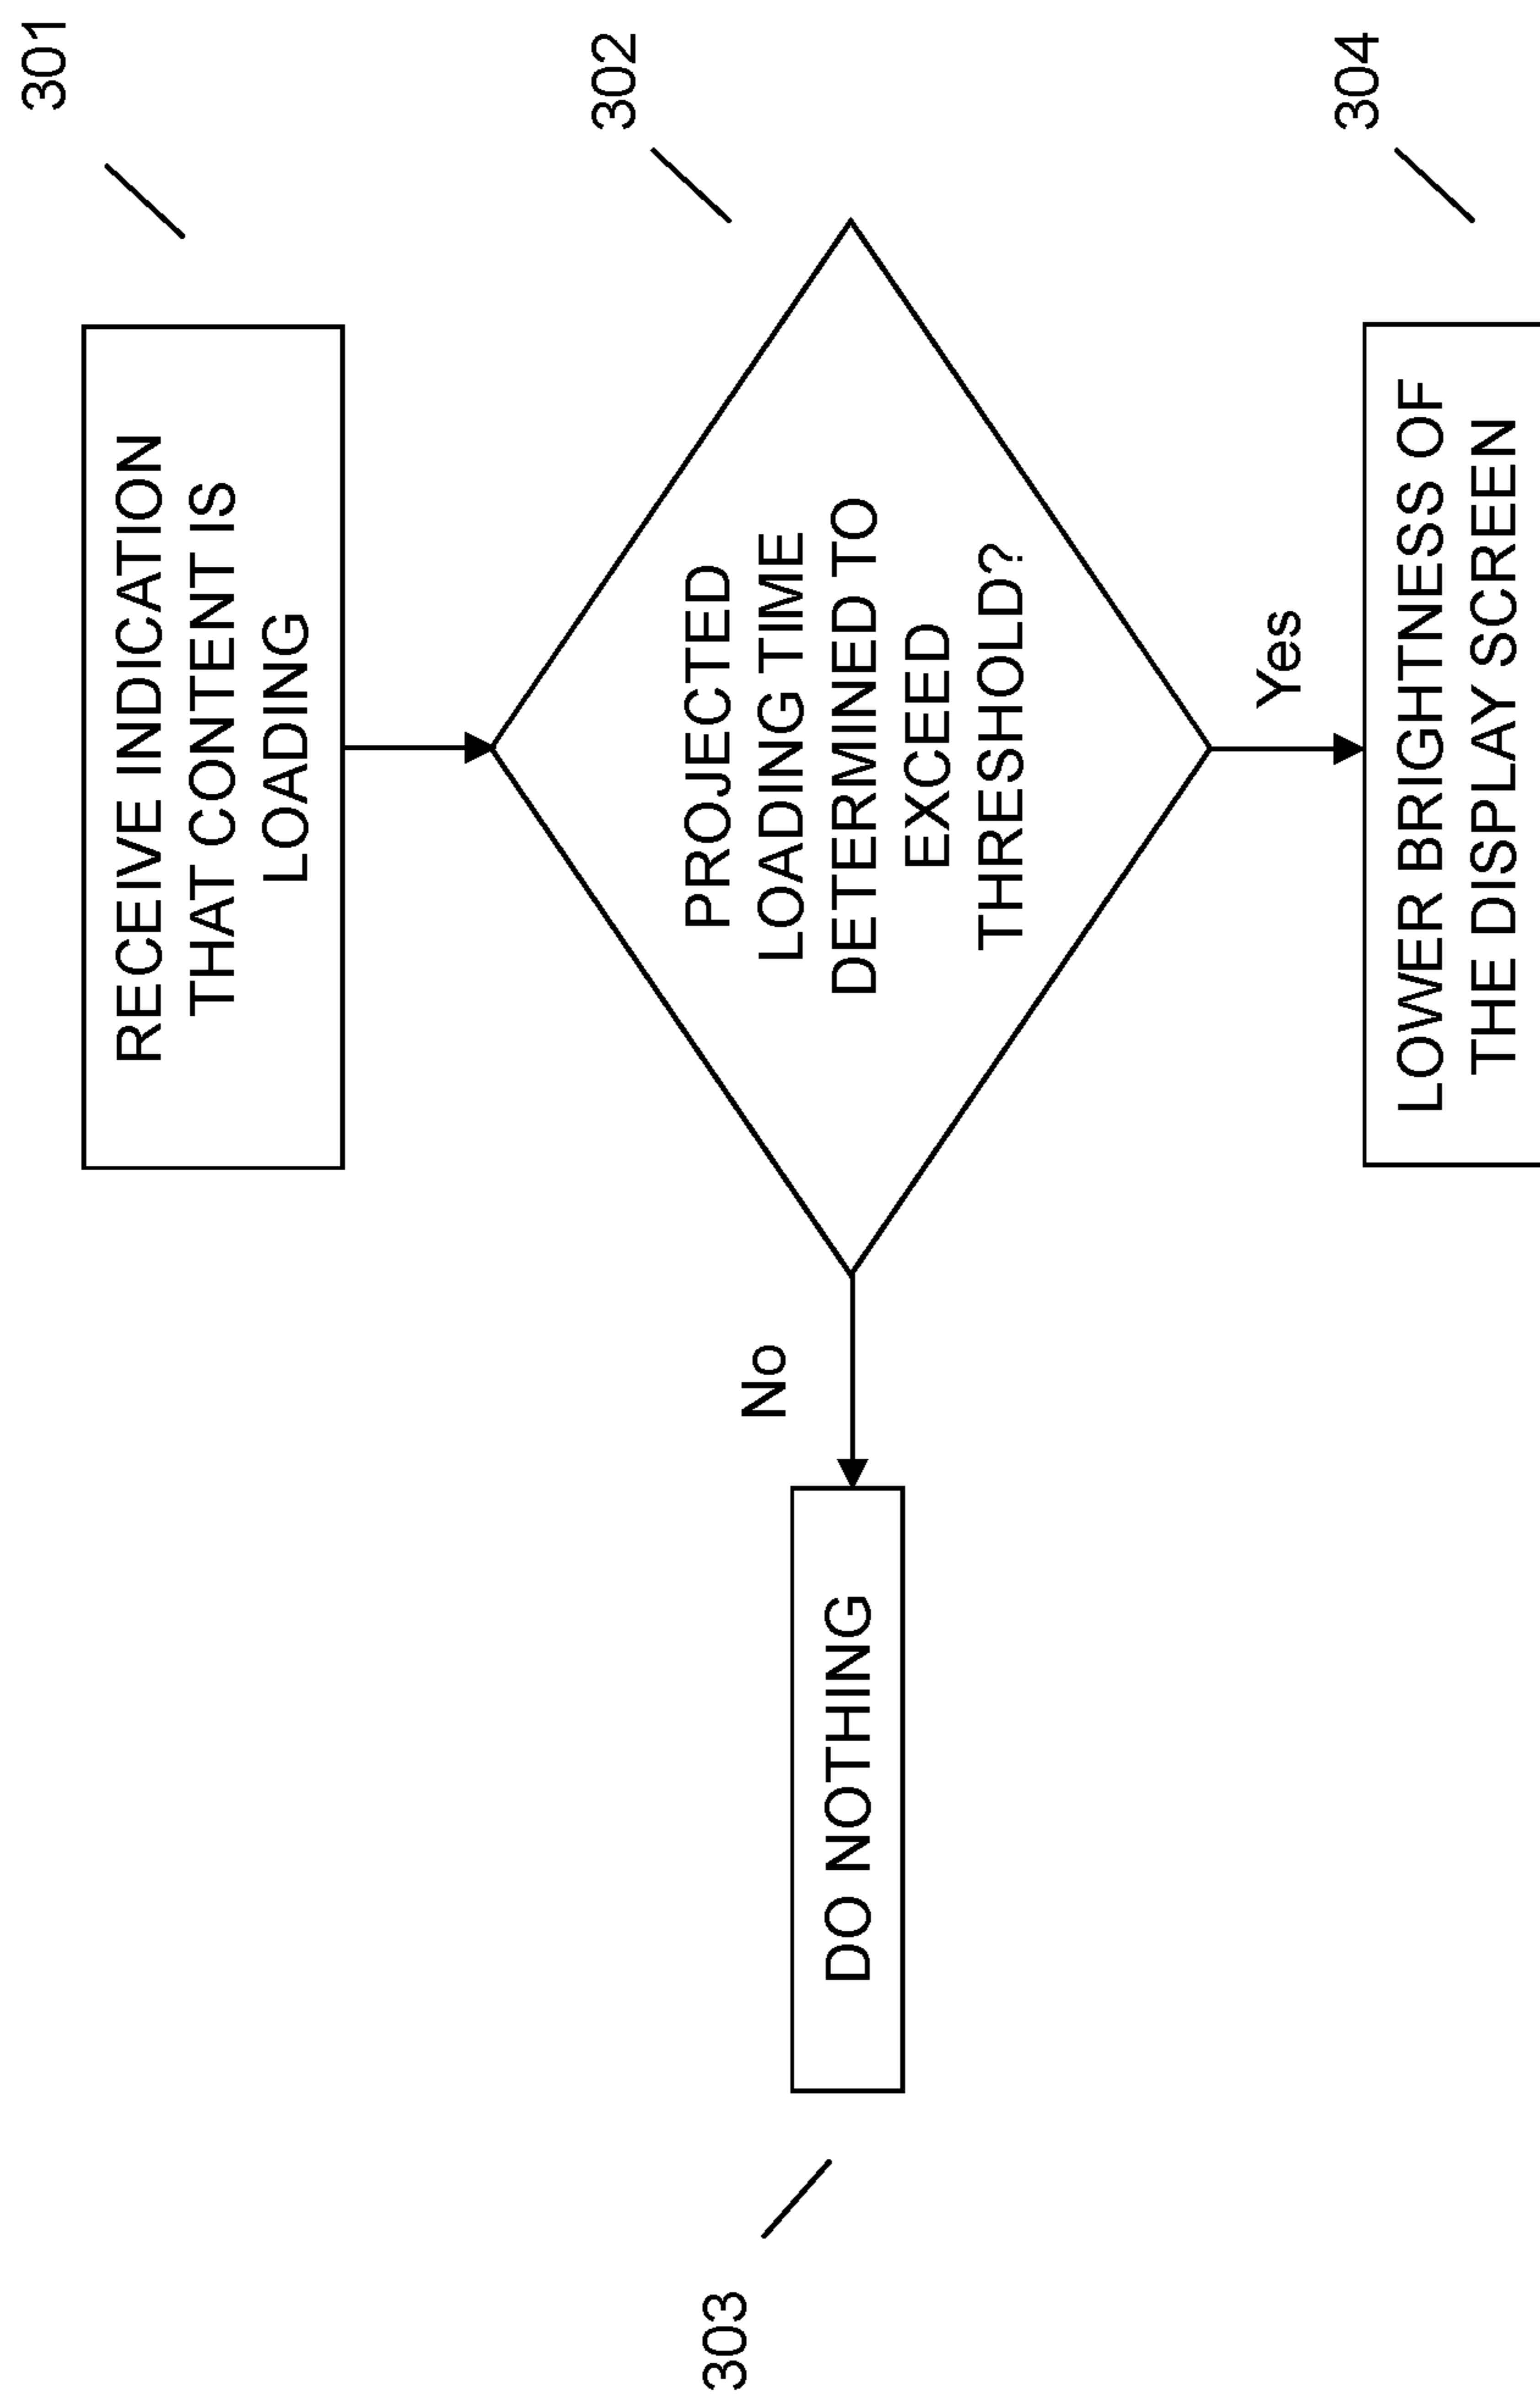 301
RECEIVE INDICATION
THAT CONTENT IS
LOADING
302
PROJECTED
LOADING TIME
DETERMINED TO
EXCEED
THRESHOLD?
No
303
DO NOTHING
Yes
304
LOWER BRIGHTNESS OF
THE DISPLAY SCREEN